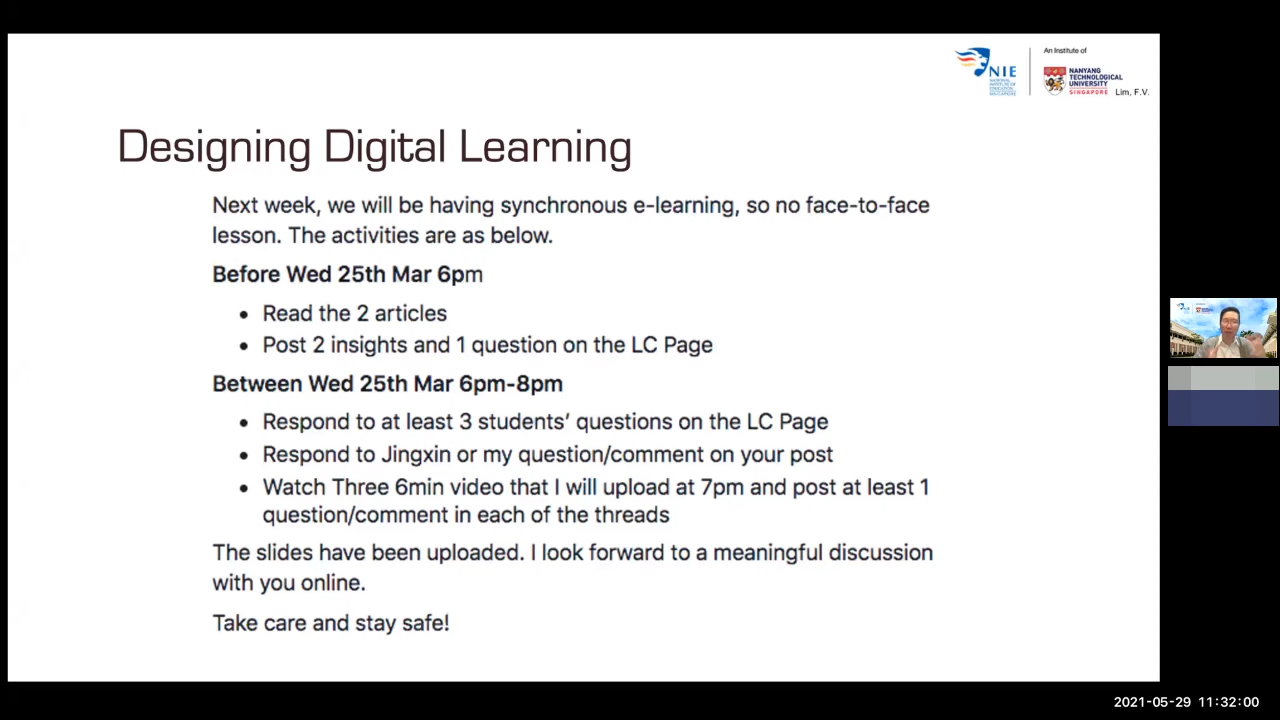 An Institute of
NIE
NATIONAL
INSTITUTE OF
EDUCATION
SINGAPORE
NANYANG
TECHNOLOGICAL
UNIVERSITY
SINGAPORE
Lim, F.V.
Designing Digital Learning
Next week, we will be having synchronous e-learning, so no face-to-face
lesson. The activities are as below.
Before Wed 25th Mar 6pm
• Read the 2 articles
• Post 2 insights and 1 question on the LC Page
Between Wed 25th Mar 6pm-8pm
• Respond to at least 3 students’ questions on the LC Page
• Respond to Jingxin or my question/comment on your post
• Watch Three 6min video that I will upload at 7pm and post at least 1
question/comment in each of the threads
The slides have been uploaded. I look forward to a meaningful discussion
with you online.
Take care and stay safe!
2021-05-29 11:32:00